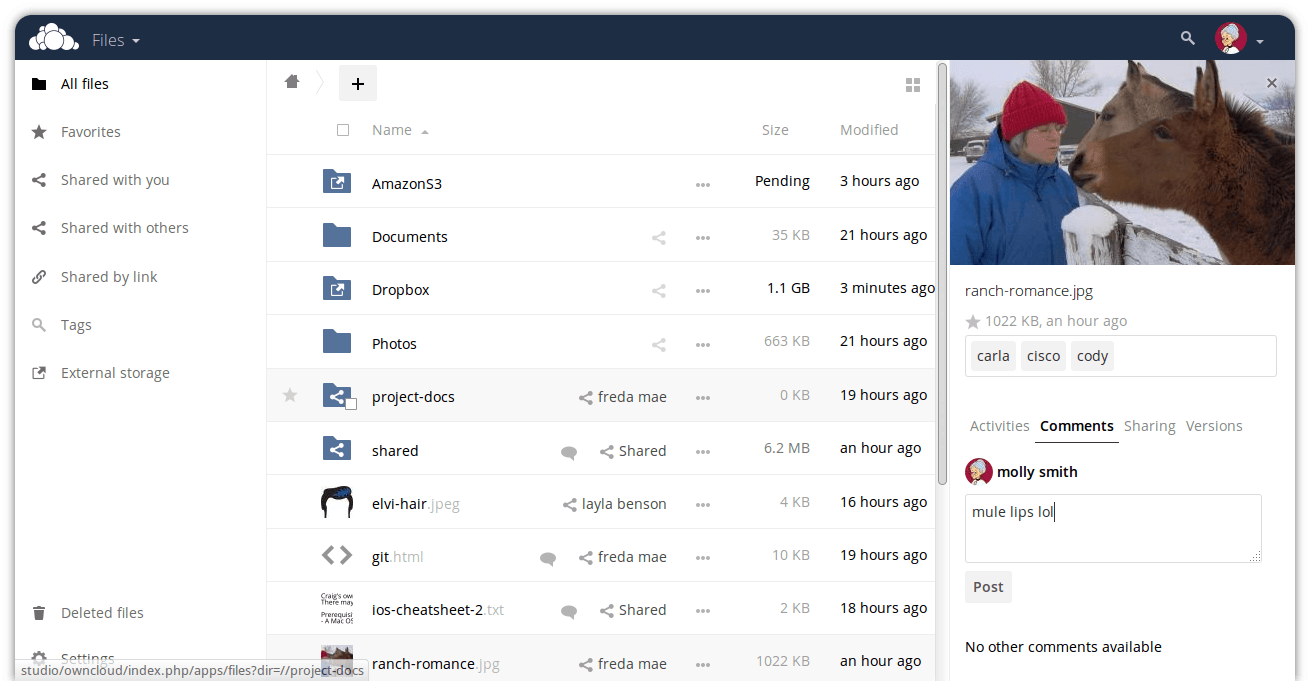 Files
All files
Favorites
Shared with you
Shared with others
Shared by link
Tags
External storage
Deleted files
Settings
studio/owncloud/index.php/apps/files?dir=//project-docs
+
Name Size Modified
AmazonS3 Pending 3 hours ago
Documents 35 KB 21 hours ago
Dropbox 1.1 GB 3 minutes ago
Photos 663 KB 21 hours ago
project-docs freda mae 0 KB 19 hours ago
shared Shared 6.2 MB an hour ago
elvi-hair.jpeg layla benson 4 KB 16 hours ago
git.html freda mae 10 KB 19 hours ago
Craig's own
There may
Prerequisi
- A Mac OS
ios-cheatsheet-2.txt Shared 2 KB 18 hours ago
ranch-romance.jpg freda mae 1022 KB an hour ago
ranch-romance.jpg
1022 KB, an hour ago
carla cisco cody
Activities Comments Sharing Versions
molly smith
mule lips lol
Post
No other comments available